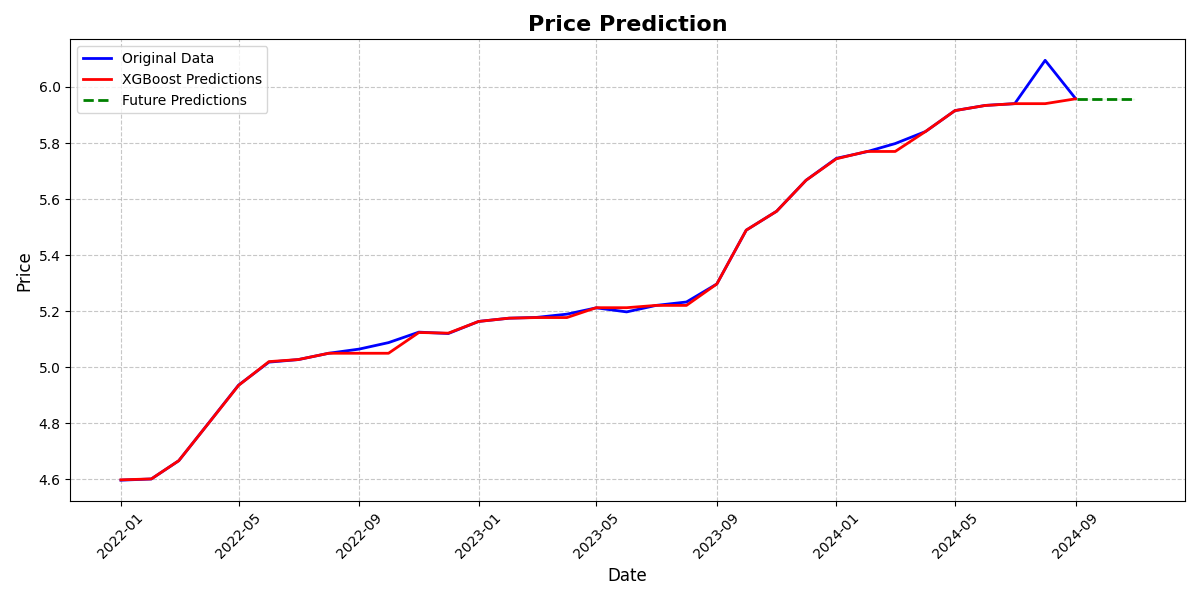 Price Prediction
Original Data
XGBoost Predictions
Future Predictions
Price
6.0
5.8
5.6
5.4
5.2
5.0
4.8
4.6
2022-01
2022-05
2022-09
2023-01
2023-05
2023-09
2024-01
2024-05
2024-09
Date